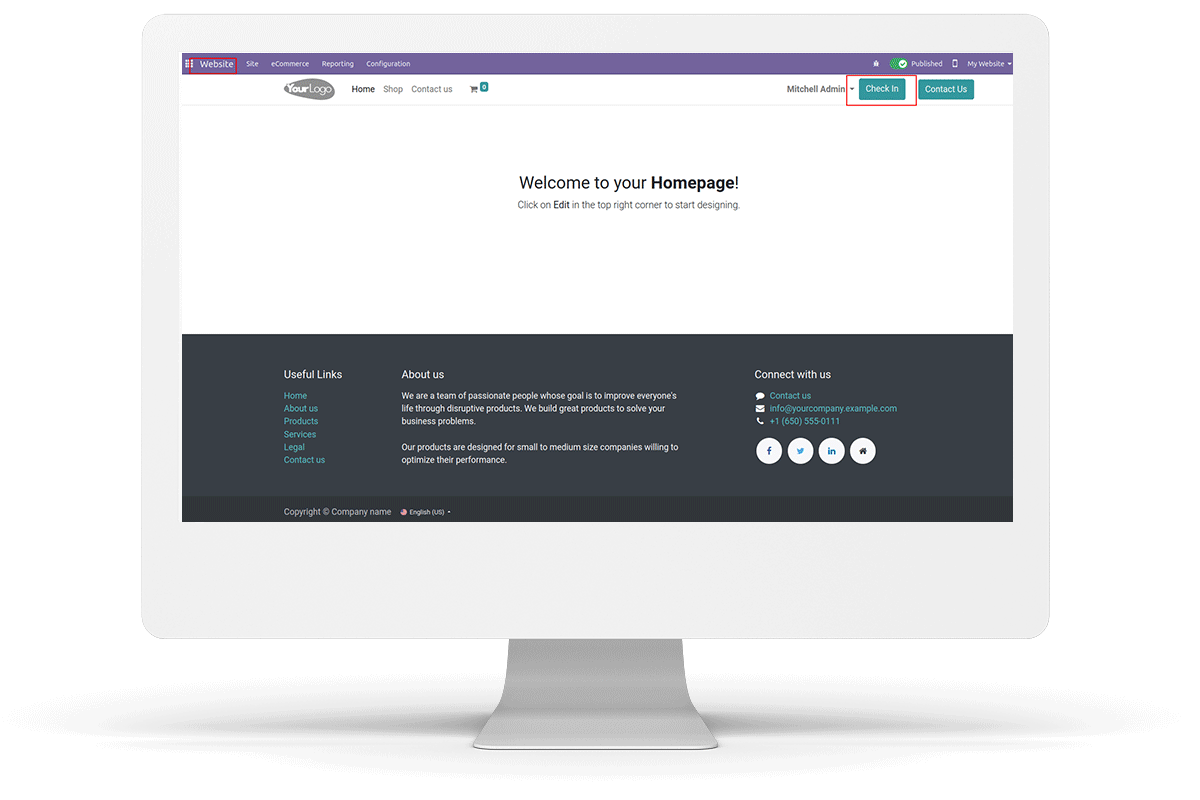 Website Site eCommerce Reporting Configuration Published My Website
YourLogo Home Shop Contact us 0 Mitchell Admin Check In Contact Us
Welcome to your Homepage!
Click on Edit in the top right corner to start designing.
Useful Links
Home
About us
Products
Services
Legal
Contact us
About us
We are a team of passionate people whose goal is to improve everyone's
life through disruptive products. We build great products to solve your
business problems.
Our products are designed for small to medium size companies willing to
optimize their performance.
Connect with us
Contact us
info@yourcompany.example.com
+1 (650) 555-0111
f in
Copyright © Company name English (US)